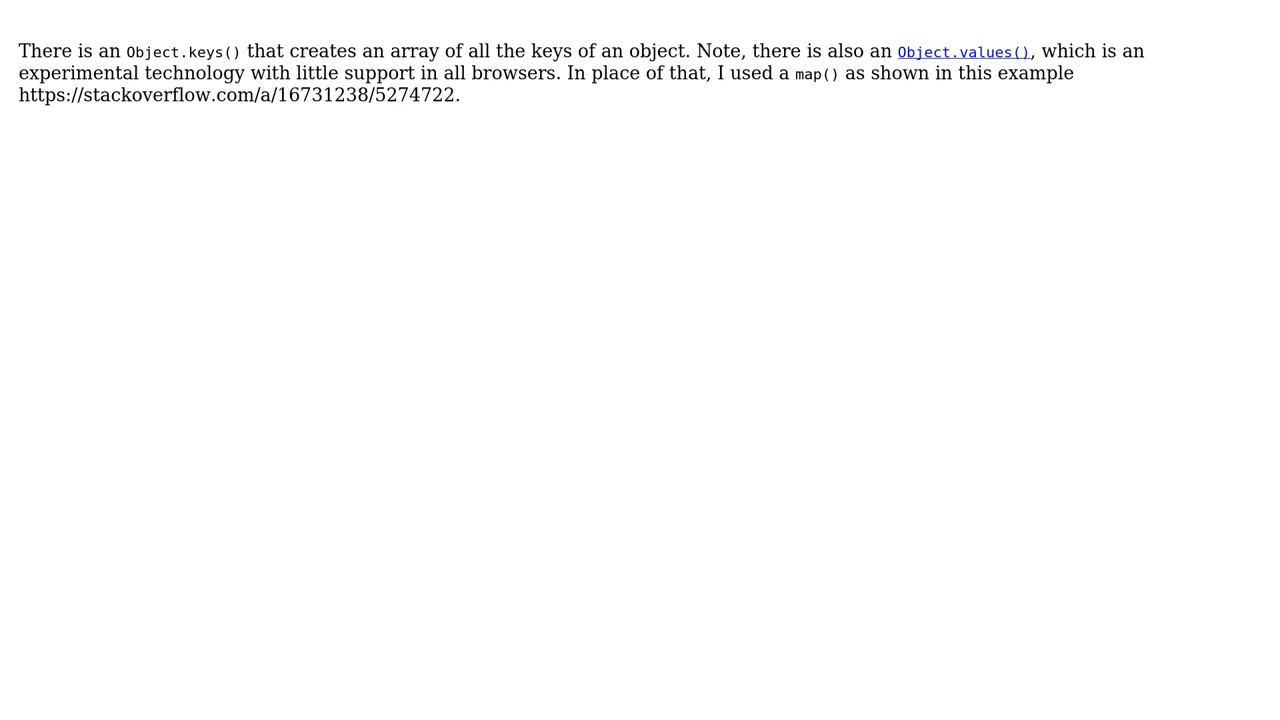 There is an Object.keys() that creates an array of all the keys of an object. Note, there is also an Object.values(), which is an
experimental technology with little support in all browsers. In place of that, I used a map() as shown in this example
https://stackoverflow.com/a/16731238/5274722.